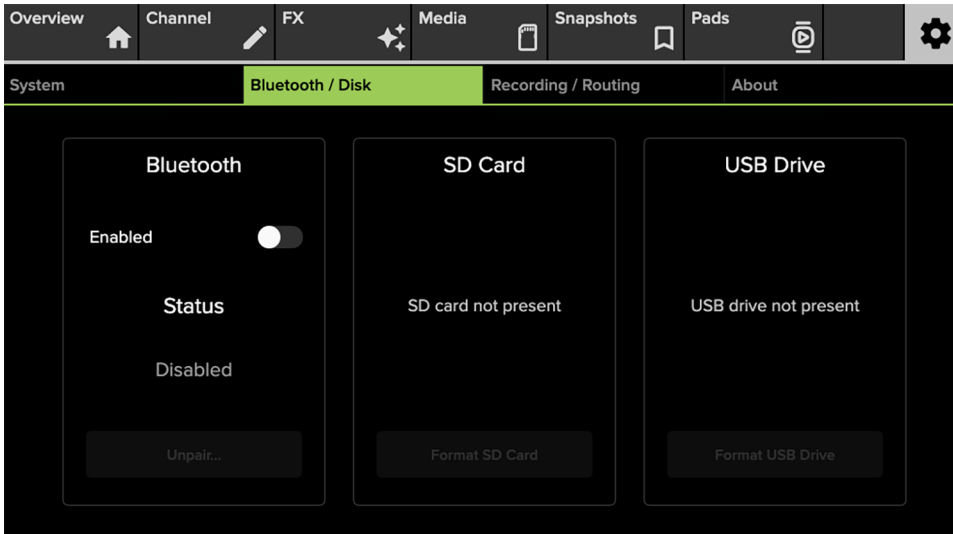 Overview
Channel
FX
Media
Snapshots
Pads
System
Bluetooth / Disk
Recording / Routing
About
Bluetooth
Enabled
Status
Disabled
Unpair...
SD Card
SD card not present
Format SD Card
USB Drive
USB drive not present
Format USB Drive